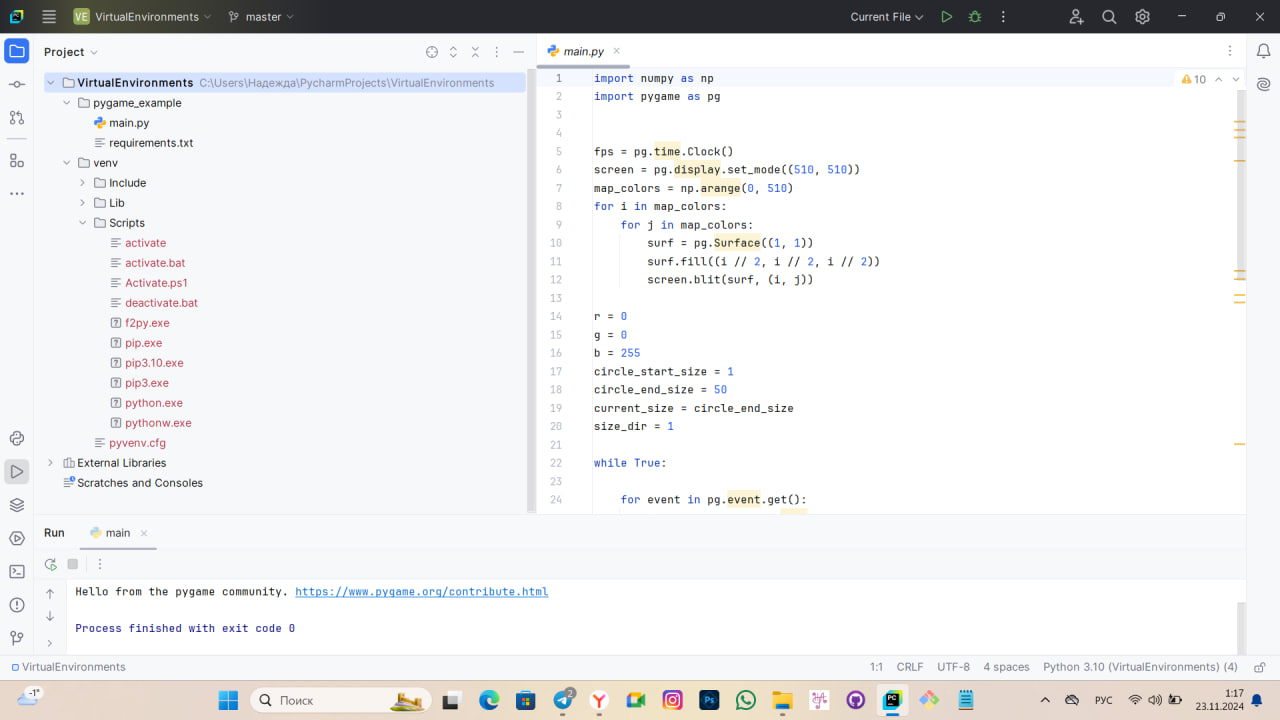 VE VirtualEnvironments master Current File
Project
main.py
VirtualEnvironments C:\Users\Надежда\PycharmProjects\VirtualEnvironments
pygame_example
main.py
requirements.txt
venv
Include
Lib
Scripts
activate
activate.bat
Activate.ps1
deactivate.bat
f2py.exe
pip.exe
pip3.10.exe
pip3.exe
python.exe
pythonw.exe
pyvenv.cfg
External Libraries
Scratches and Consoles
10
1 import numpy as np
2 import pygame as pg
3
4
5 fps = pg.time.Clock()
6 screen = pg.display.set_mode((510, 510))
7 map_colors = np.arange(0, 510)
8 for i in map_colors:
9 for j in map_colors:
10 surf = pg.Surface((1, 1))
11 surf.fill((i // 2, i // 2, i // 2))
12 screen.blit(surf, (i, j))
13
14 r = 0
15 g = 0
16 b = 255
17 circle_start_size = 1
18 circle_end_size = 50
19 current_size = circle_end_size
20 size_dir = 1
21
22 while True:
23
24 for event in pg.event.get():
Run main
Hello from the pygame community. https://www.pygame.org/contribute.html
Process finished with exit code 0
VirtualEnvironments 1:1 CRLF UTF-8 4 spaces Python 3.10 (VirtualEnvironments) (4)
-1°
Поиск
2
Ps
PC
РУС
23.11.2024